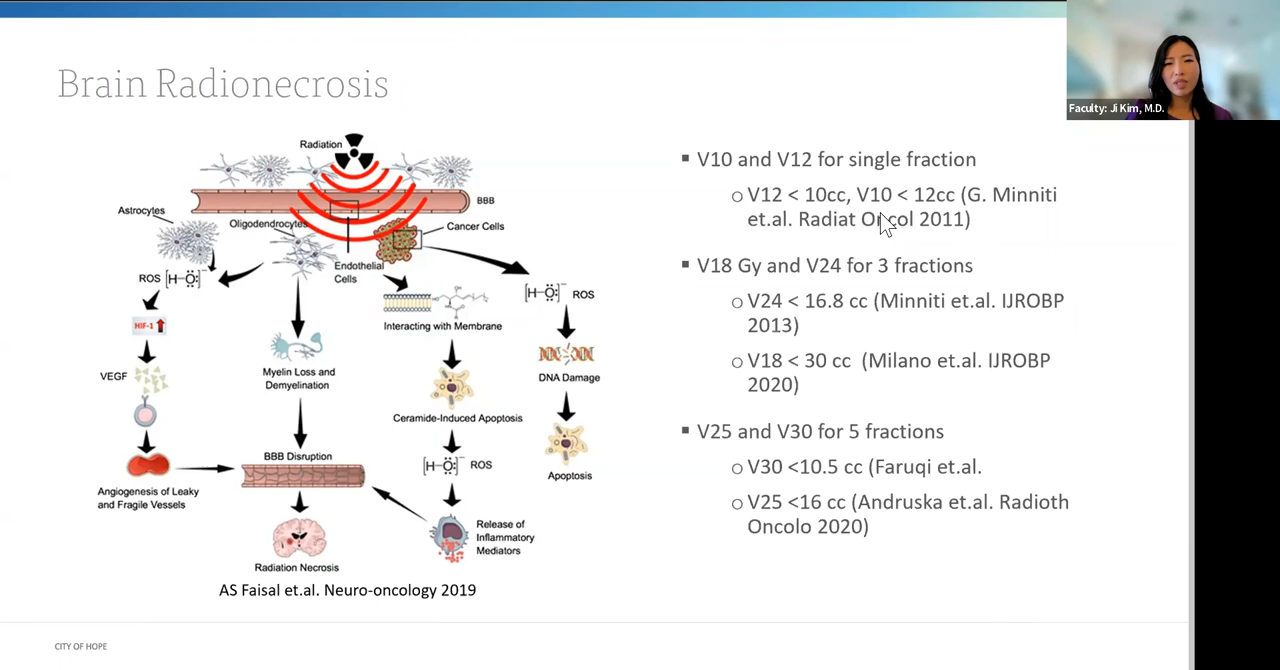 Faculty: Ji Kim, M.D.
Brain Radionecrosis
Radiation
BBB
Astrocytes
Oligodendrocytes
Cancer Cells
Endothelial
Cells
ROS [H-Ö:]⁻
[H-Ö:]⁻ ROS
HIF-1
Interacting with Membrane
VEGF
Myelin Loss and
Demyelination
DNA Damage
Ceramide-Induced Apoptosis
BBB Disruption
[H-Ö:]⁻ ROS
Apoptosis
Angiogenesis of Leaky
and Fragile Vessels
Release of
Inflammatory
Mediators
Radiation Necrosis
AS Faisal et.al. Neuro-oncology 2019
▪ V10 and V12 for single fraction
o V12 < 10cc, V10 < 12cc (G. Minniti
et.al. Radiat Oncol 2011)
▪ V18 Gy and V24 for 3 fractions
o V24 < 16.8 cc (Minniti et.al. IJROBP
2013)
o V18 < 30 cc  (Milano et.al. IJROBP
2020)
▪ V25 and V30 for 5 fractions
o V30 <10.5 cc (Faruqi et.al.
o V25 <16 cc (Andruska et.al. Radioth
Oncolo 2020)
CITY OF HOPE